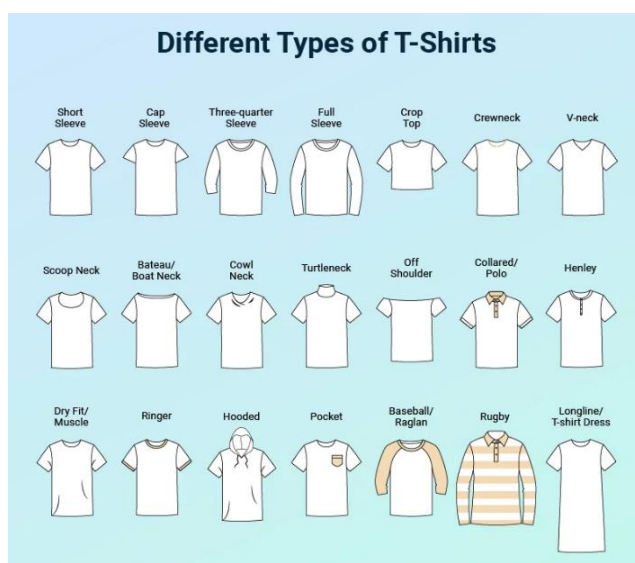 Different Types of T-Shirts
Short
Sleeve
Cap
Sleeve
Three-quarter
Sleeve
Full
Sleeve
Crop
Top
Crewneck
V-neck
Scoop Neck
Bateau/
Boat Neck
Cowl
Neck
Turtleneck
Off
Shoulder
Collared/
Polo
Henley
Dry Fit/
Muscle
Ringer
Hooded
Pocket
Baseball/
Raglan
Rugby
Longline/
T-shirt Dress